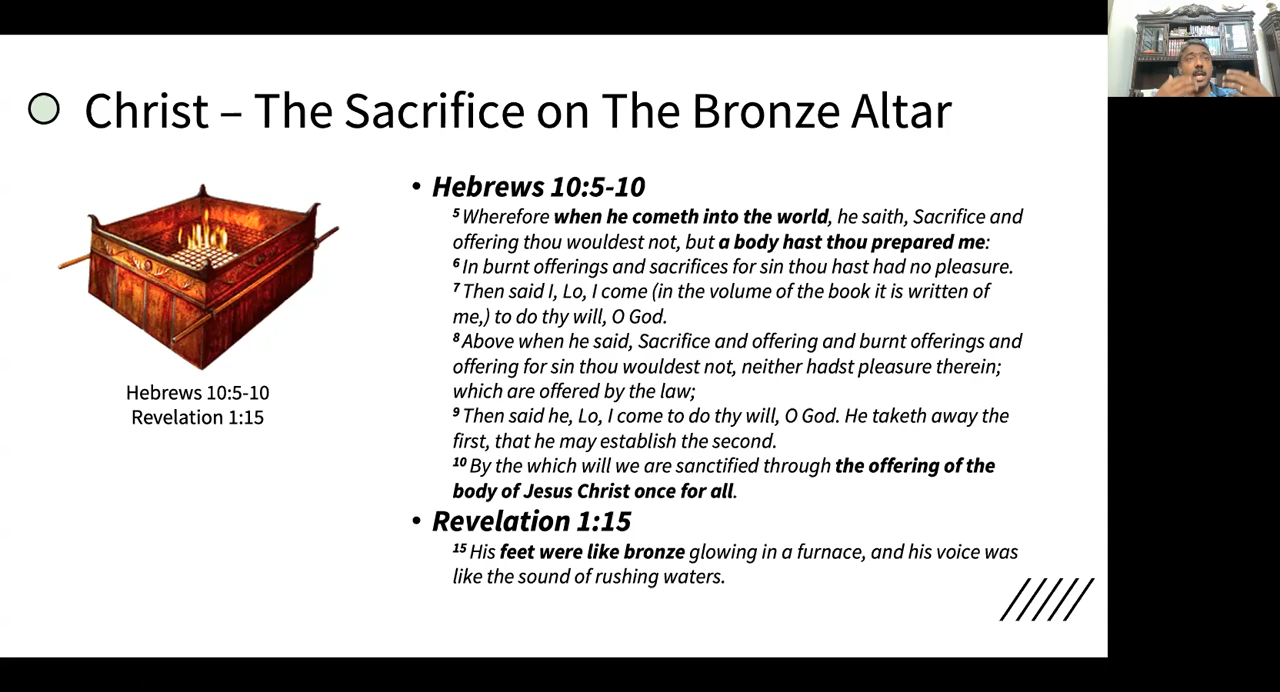 Christ – The Sacrifice on The Bronze Altar
Hebrews 10:5-10
Revelation 1:15
• Hebrews 10:5-10
5 Wherefore when he cometh into the world, he saith, Sacrifice and
offering thou wouldest not, but a body hast thou prepared me:
6 In burnt offerings and sacrifices for sin thou hast had no pleasure.
7 Then said I, Lo, I come (in the volume of the book it is written of
me,) to do thy will, O God.
8 Above when he said, Sacrifice and offering and burnt offerings and
offering for sin thou wouldest not, neither hadst pleasure therein;
which are offered by the law;
9 Then said he, Lo, I come to do thy will, O God. He taketh away the
first, that he may establish the second.
10 By the which will we are sanctified through the offering of the
body of Jesus Christ once for all.
• Revelation 1:15
15 His feet were like bronze glowing in a furnace, and his voice was
like the sound of rushing waters.